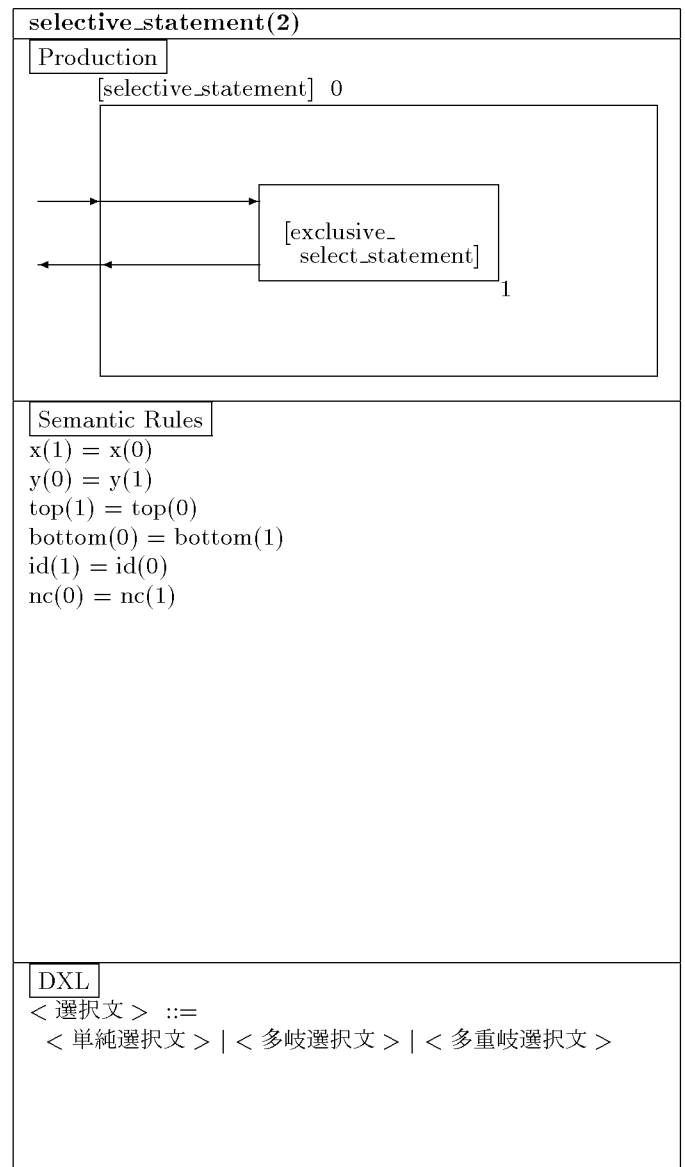 selective_statement(2)
Production
[selective_statement] 0
[exclusive_
select_statement]
1
Semantic Rules
x(1) = x(0)
y(0) = y(1)
top(1) = top(0)
bottom(0) = bottom(1)
id(1) = id(0)
nc(0) = nc(1)
DXL
< 選択文 > ::=
< 単純選択文 > | < 多岐選択文 > | < 多重岐選択文 >